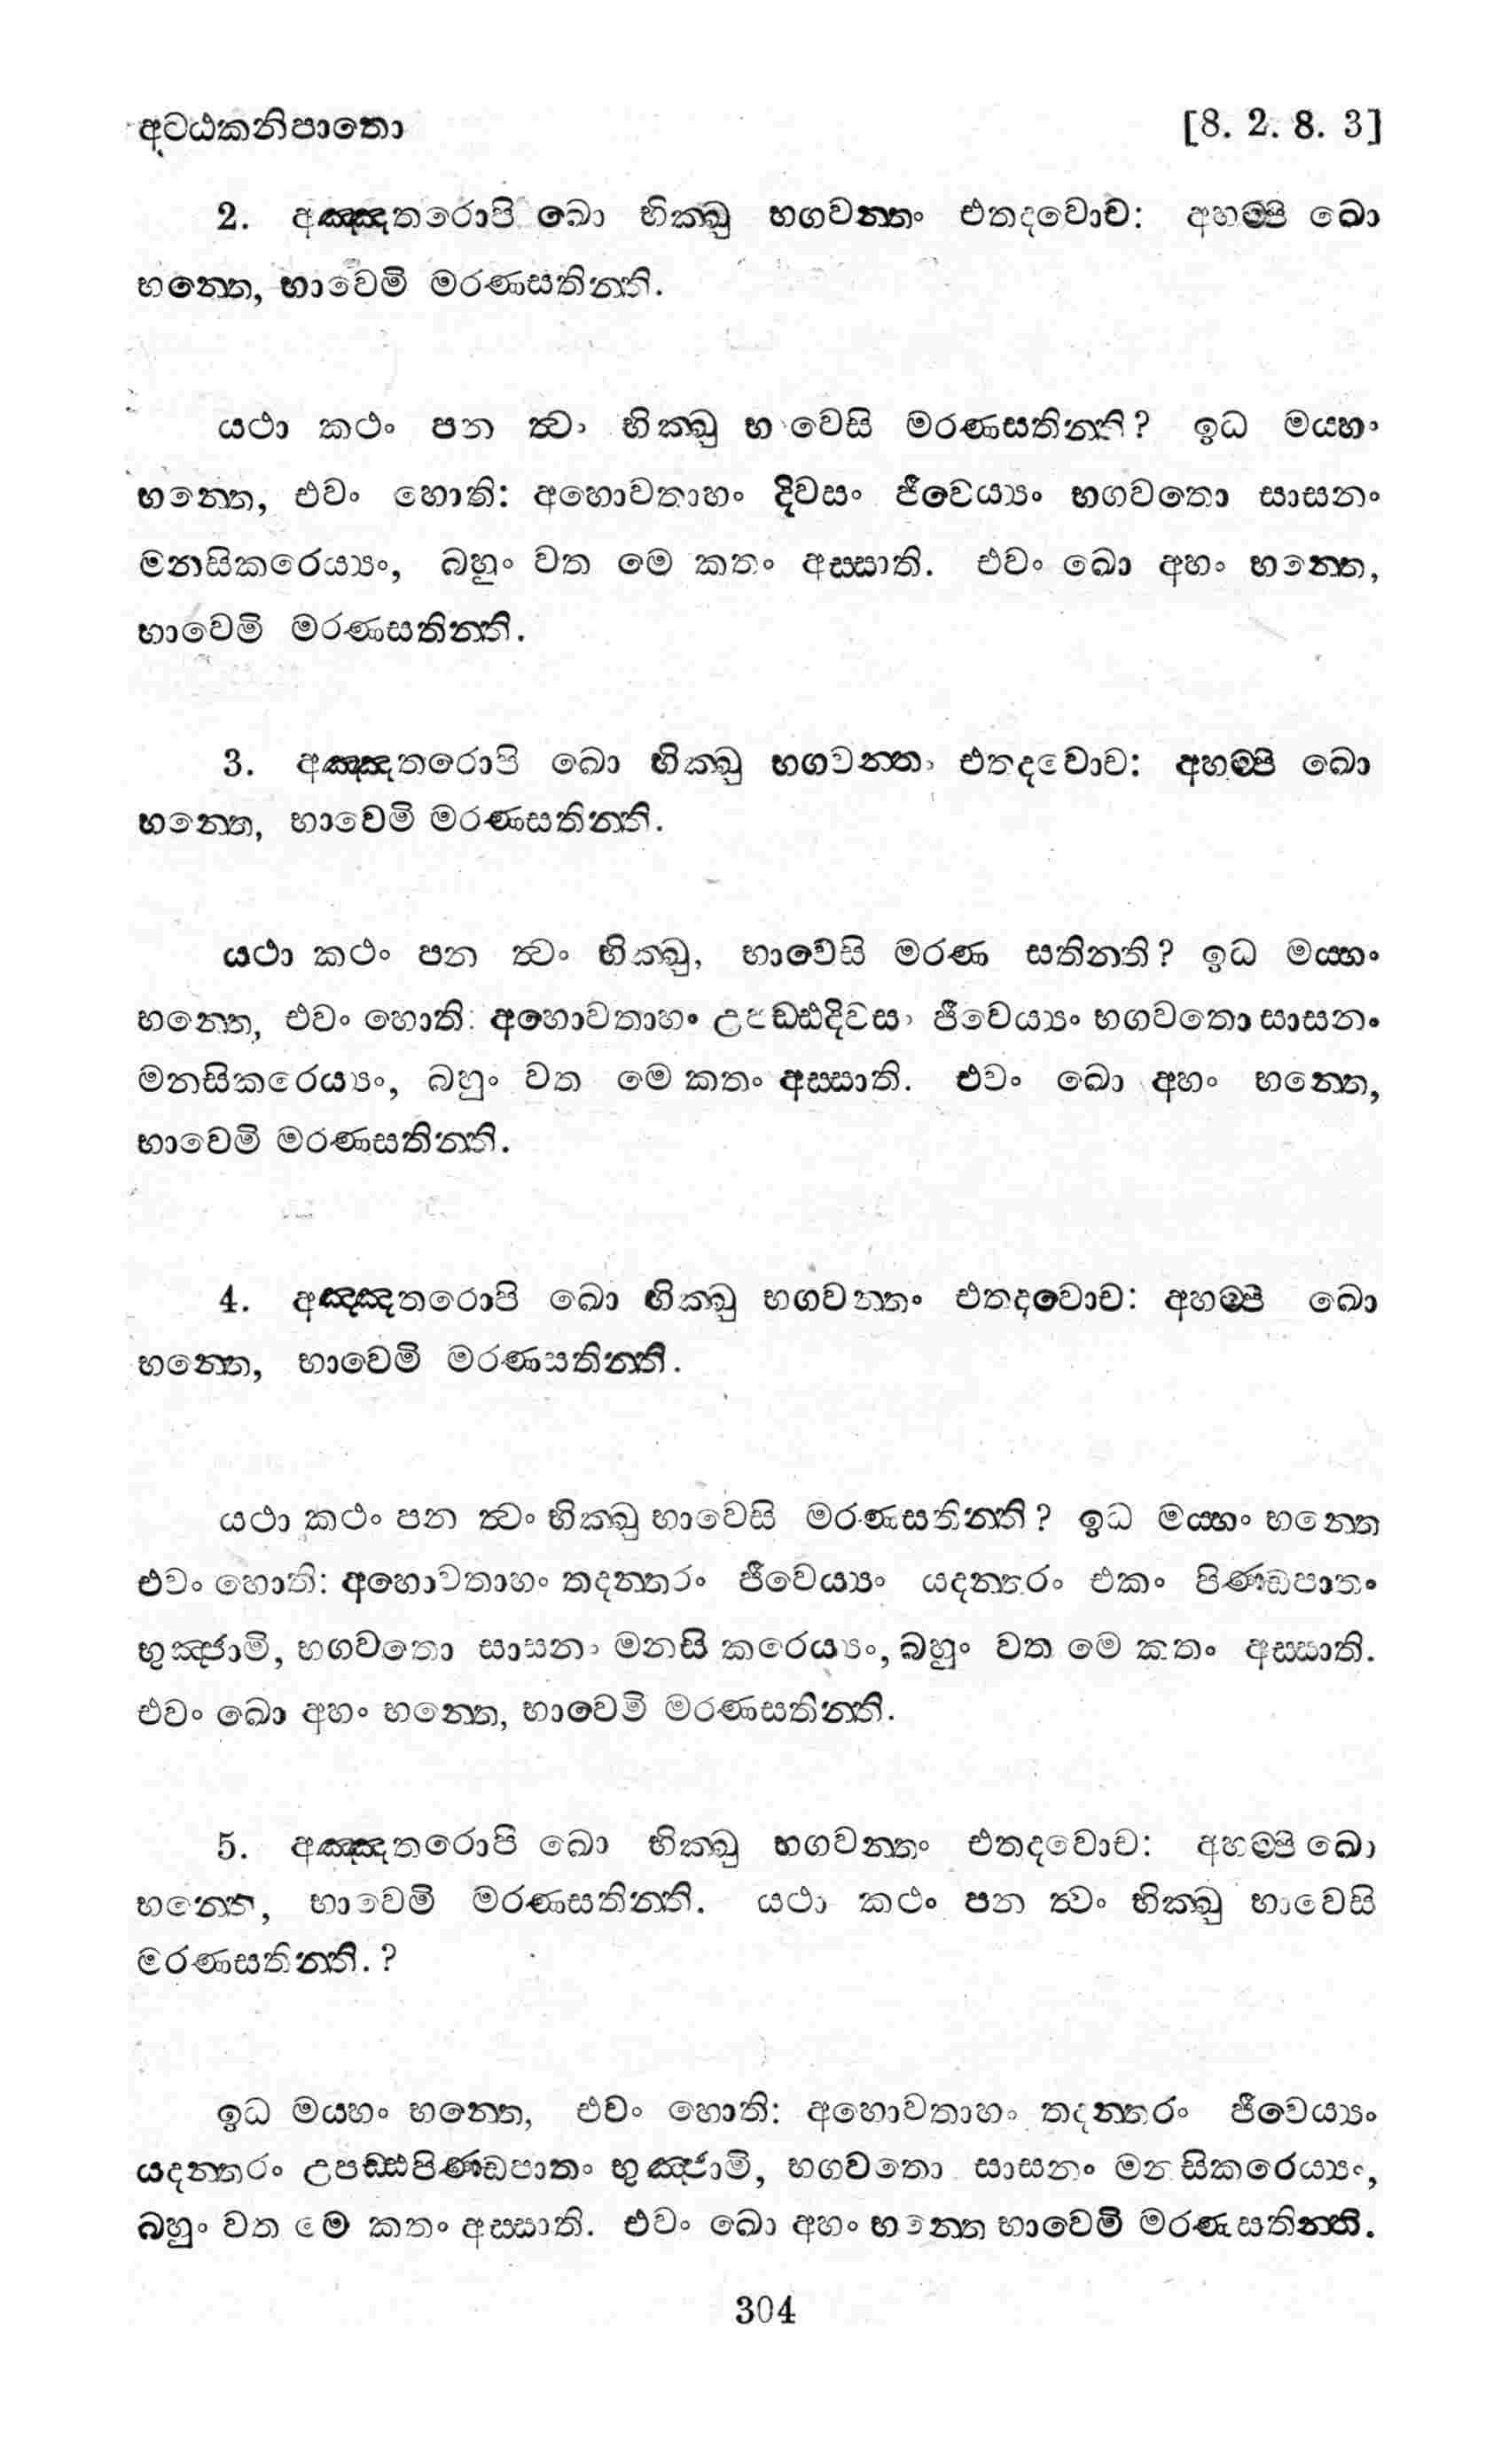 අට්ඨකනිපාතො [8. 2. 8. 3]
2. අඤ්ඤතරොපි ඛො භික්ඛු භගවන්තං එතදවොච: අහම්පි ඛො
භන්තෙ, භාවෙමි මරණසතින්ති.
යථා කථං පන ත්වං භික්ඛු භාවෙසි මරණසතින්ති? ඉධ මය්හං
භන්තෙ, එවං හොති: අහොවතාහං දිවසං ජීවෙය්‍යං භගවතො සාසනං
මනසිකරෙය්‍යං, බහුං වත මෙ කතං අස්සාති. එවං ඛො අහං භන්තෙ,
භාවෙමි මරණසතින්ති.
3. අඤ්ඤතරොපි ඛො භික්ඛු භගවන්තං එතදවොච: අහම්පි ඛො
භන්තෙ, භාවෙමි මරණසතින්ති.
යථා කථං පන ත්වං භික්ඛු, භාවෙසි මරණ සතින්ති? ඉධ මය්හං
භන්තෙ, එවං හොති: අහොවතාහං උපඩ්ඪදිවසං ජීවෙය්‍යං භගවතො සාසනං
මනසිකරෙය්‍යං, බහුං වත මෙ කතං අස්සාති. එවං ඛො අහං භන්තෙ,
භාවෙමි මරණසතින්ති.
4. අඤ්ඤතරොපි ඛො භික්ඛු භගවන්තං එතදවොච: අහම්පි ඛො
භන්තෙ, භාවෙමි මරණසතින්ති.
යථා කථං පන ත්වං භික්ඛු භාවෙසි මරණසතින්ති? ඉධ මය්හං භන්තෙ
එවං හොති: අහොවතාහං තදන්තරං ජීවෙය්‍යං යදන්තරං එකං පිණ්ඩපාතං
භුඤ්ජාමි, භගවතො සාසනං මනසි කරෙය්‍යං, බහුං වත මෙ කතං අස්සාති.
එවං ඛො අහං භන්තෙ, භාවෙමි මරණසතින්ති.
5. අඤ්ඤතරොපි ඛො භික්ඛු භගවන්තං එතදවොච: අහම්පි ඛො
භන්තෙ, භාවෙමි මරණසතින්ති. යථා කථං පන ත්වං භික්ඛු භාවෙසි
මරණසතින්ති. ?
ඉධ මය්හං භන්තෙ, එවං හොති: අහොවතාහං තදන්තරං ජීවෙය්‍යං
යදන්තරං උපඩ්ඪපිණ්ඩපාතං භුඤ්ජාමි, භගවතො සාසනං මනසිකරෙය්‍යං,
බහුං වත මෙ කතං අස්සාති. එවං ඛො අහං භන්තෙ භාවෙමි මරණසතින්ති.
304